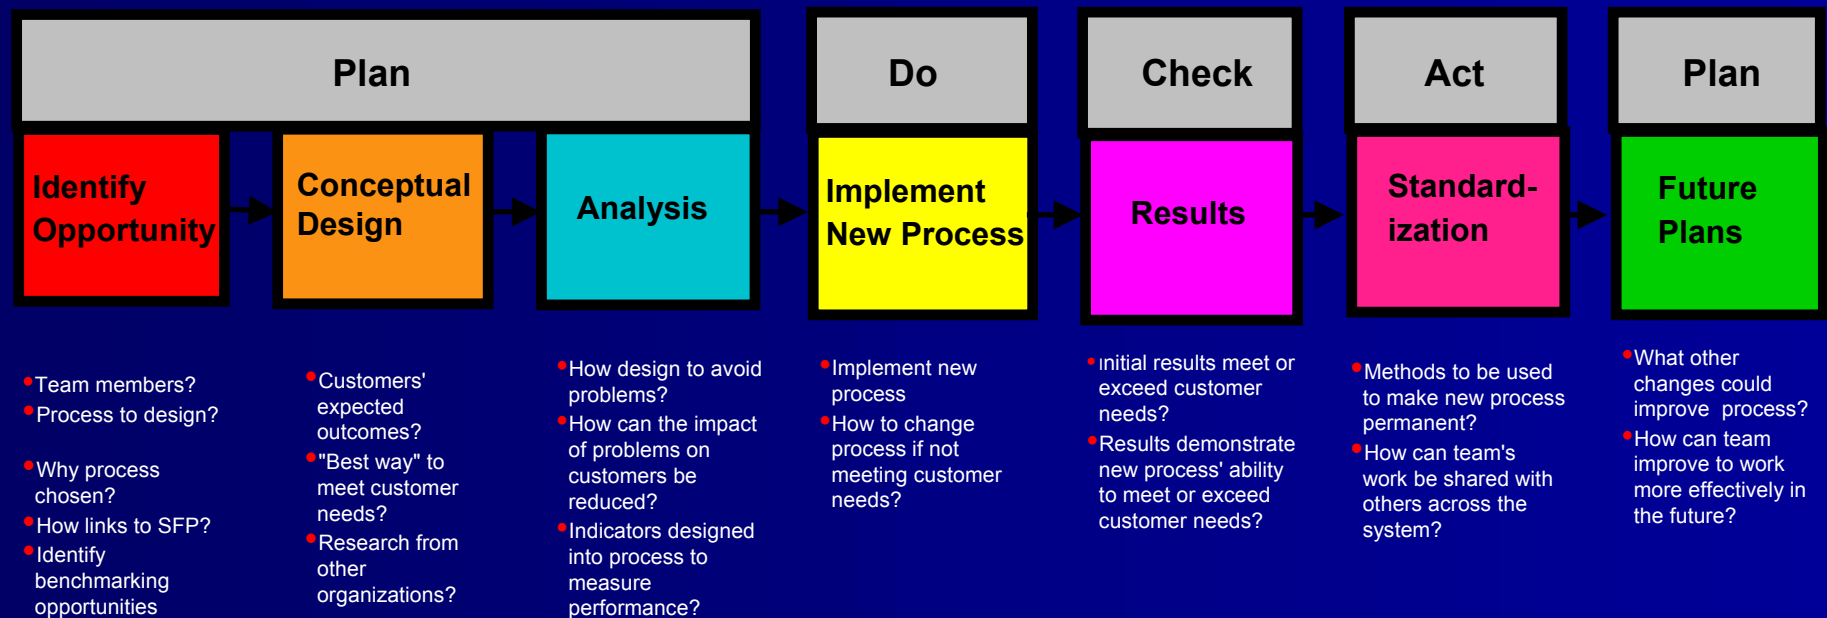 Plan
Do
Check
Act
Plan
Identify
Opportunity
Conceptual
Design
Analysis
Implement
New Process
Results
Standard-
ization
Future
Plans
•Team members?
•Process to design?
•Why process
chosen?
•How links to SFP?
•Identify
benchmarking
opportunities
•Customers'
expected
outcomes?
•"Best way" to
meet customer
needs?
•Research from
other
organizations?
•How design to avoid
problems?
•How can the impact
of problems on
customers be
reduced?
•Indicators designed
into process to
measure
performance?
•Implement new
process
•How to change
process if not
meeting customer
needs?
•Initial results meet or
exceed customer
needs?
•Results demonstrate
new process' ability
to meet or exceed
customer needs?
•Methods to be used
to make new process
permanent?
•How can team's
work be shared with
others across the
system?
•What other
changes could
improve process?
•How can team
improve to work
more effectively in
the future?